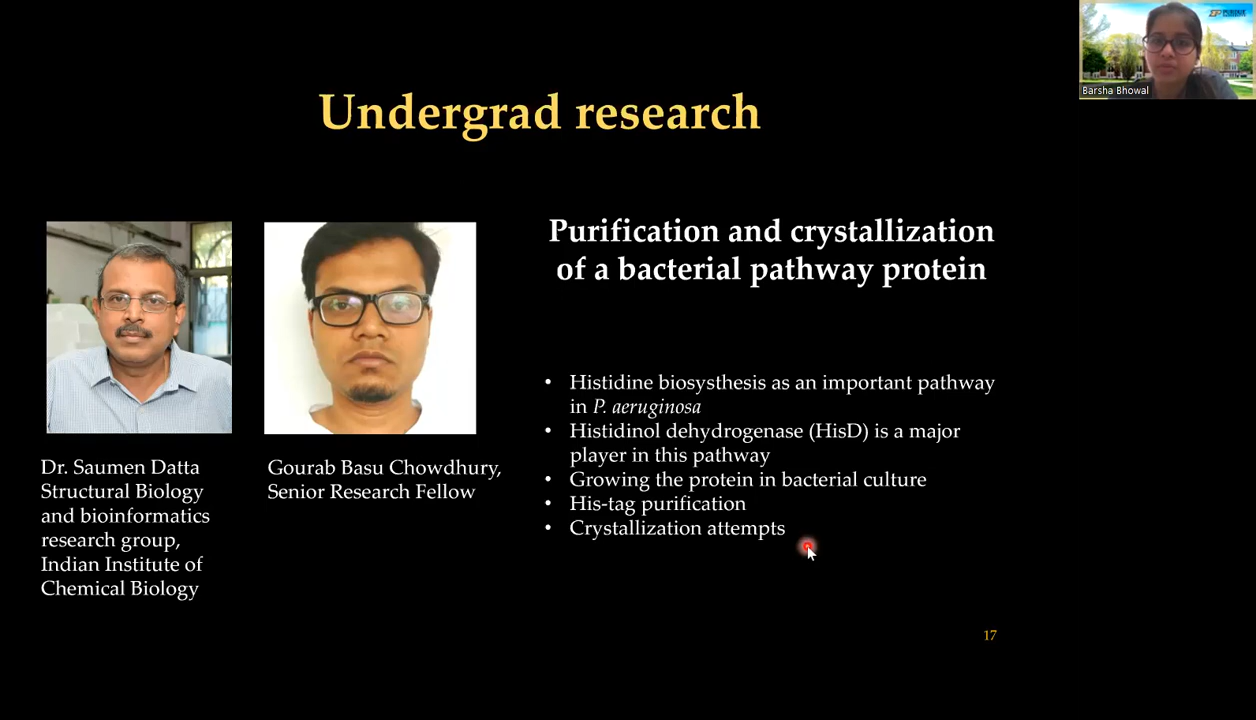 Undergrad research
Barsha Bhowal
Purification and crystallization
of a bacterial pathway protein
• Histidine biosysthesis as an important pathway
in P. aeruginosa
• Histidinol dehydrogenase (HisD) is a major
player in this pathway
• Growing the protein in bacterial culture
• His-tag purification
• Crystallization attempts
Dr. Saumen Datta
Structural Biology
and bioinformatics
research group,
Indian Institute of
Chemical Biology
Gourab Basu Chowdhury,
Senior Research Fellow
17